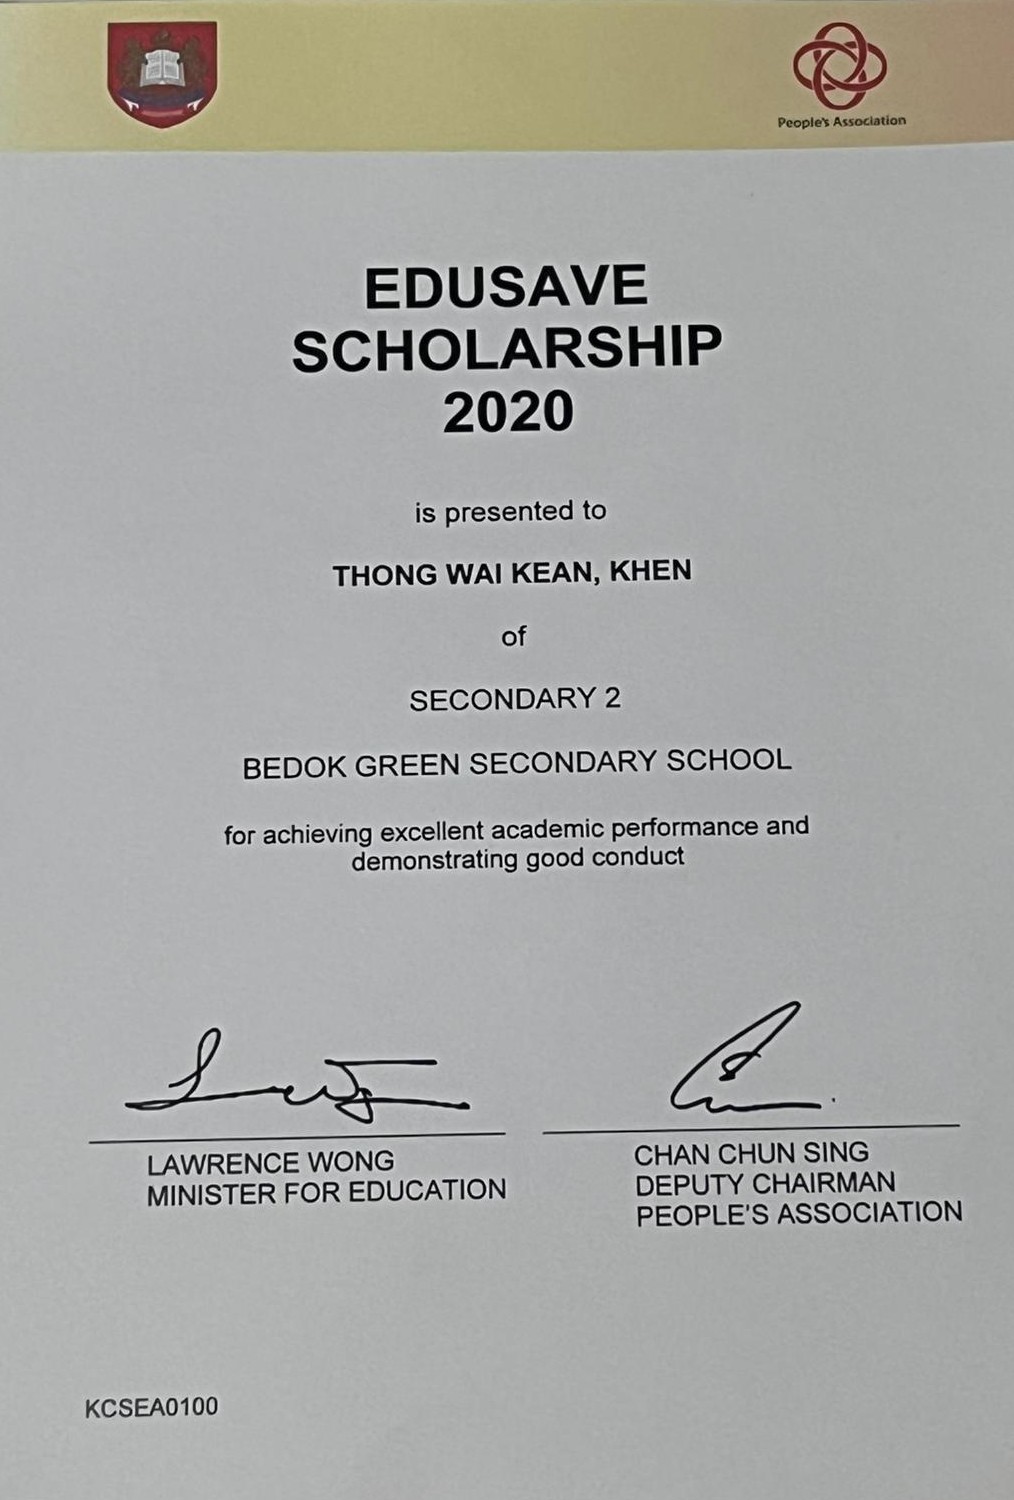 People's Association
EDUSAVE
SCHOLARSHIP
2020
is presented to
THONG WAI KEAN, KHEN
of
SECONDARY 2
BEDOK GREEN SECONDARY SCHOOL
for achieving excellent academic performance and
demonstrating good conduct
LAWRENCE WONG
MINISTER FOR EDUCATION
CHAN CHUN SING
DEPUTY CHAIRMAN
PEOPLE'S ASSOCIATION
KCSEA0100